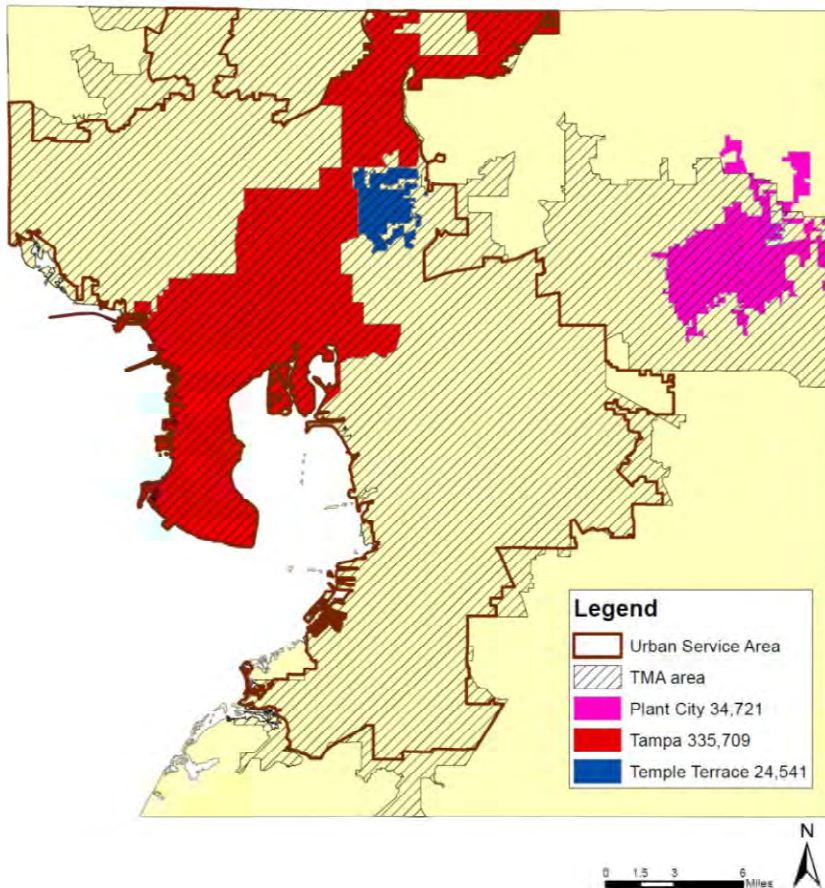 Legend
Urban Service Area
TMA area
Plant City 34,721
Tampa 335,709
Temple Terrace 24,541
N
0 1.5 3 6
Miles